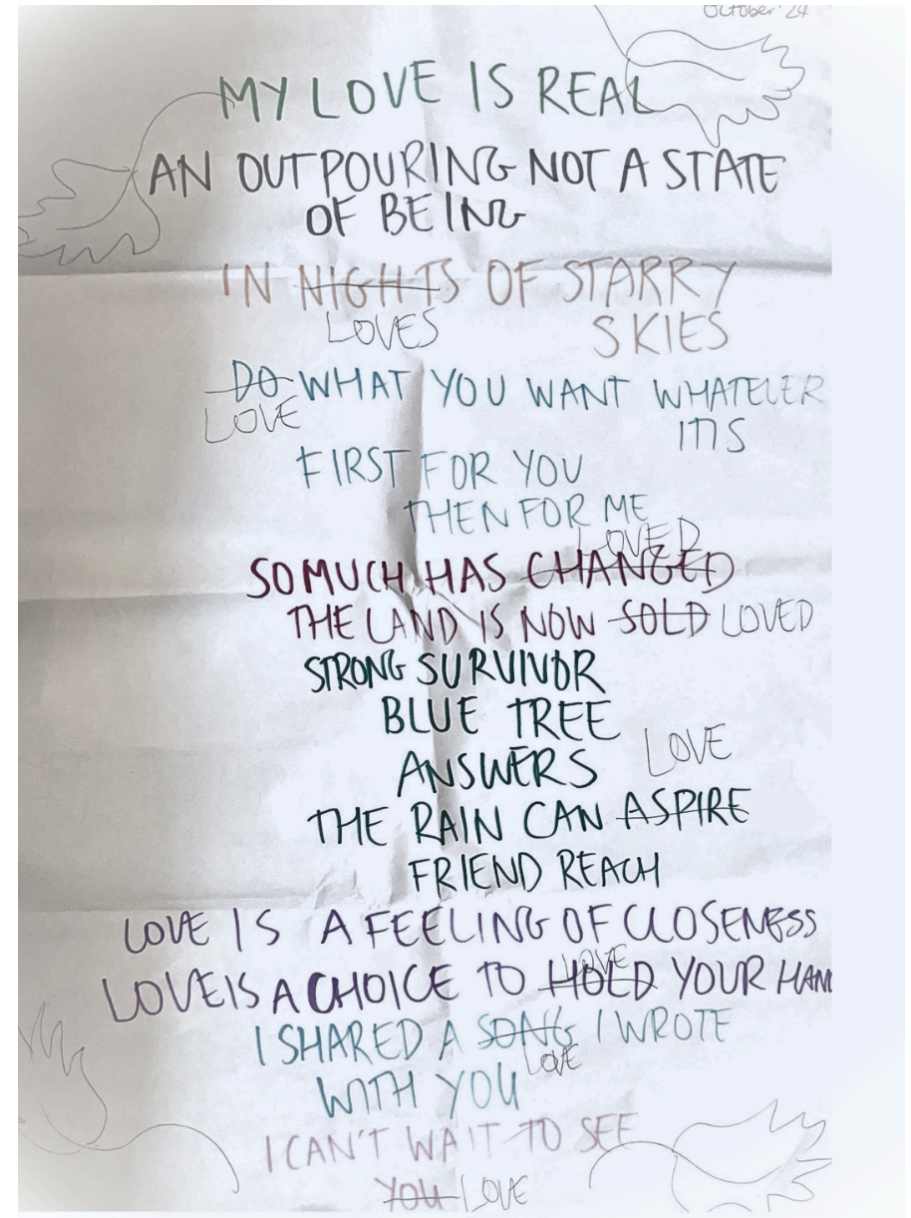 October '24
MY LOVE IS REAL
AN OUTPOURING NOT A STATE
OF BEING
IN NIGHTS OF STARRY
LOVES SKIES
DO WHAT YOU WANT WHATEVER
LOVE IT IS
FIRST FOR YOU
THEN FOR ME
LOVED
SO MUCH HAS CHANGED
THE LAND IS NOW SOLD LOVED
STRONG SURVIVOR
BLUE TREE
ANSWERS LOVE
THE RAIN CAN ASPIRE
FRIEND REACH
LOVE IS A FEELING OF CLOSENESS
LOVE
LOVE IS A CHOICE TO HOLD YOUR HAN
I SHARED A SONG I WROTE
LOVE
WITH YOU
I CAN'T WAIT TO SEE
YOU LOVE